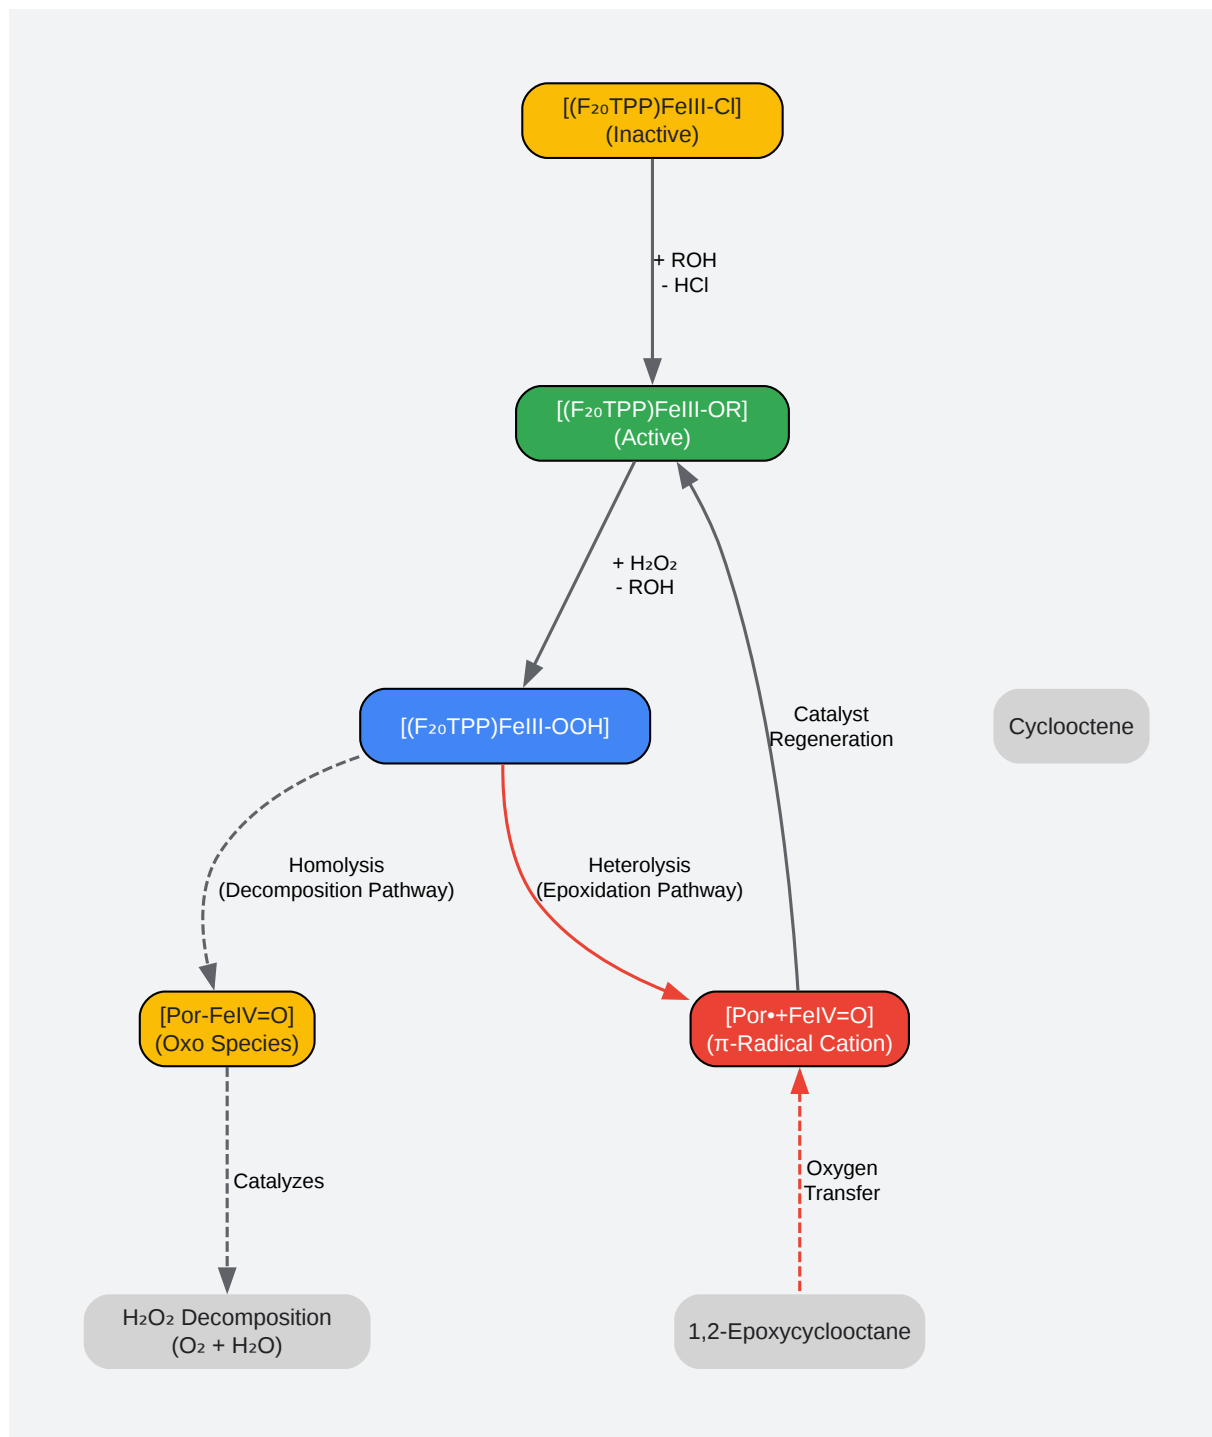 [(F₂₀TPP)FeIII-Cl]
(Inactive)
+ ROH
- HCl
[(F₂₀TPP)FeIII-OR]
(Active)
+ H₂O₂
- ROH
[(F₂₀TPP)FeIII-OOH]
Catalyst
Regeneration
Cyclooctene
Homolysis
(Decomposition Pathway)
Heterolysis
(Epoxidation Pathway)
[Por-FeIV=O]
(Oxo Species)
[Por•+FeIV=O]
(π-Radical Cation)
Catalyzes
Oxygen
Transfer
H₂O₂ Decomposition
(O₂ + H₂O)
1,2-Epoxycyclooctane